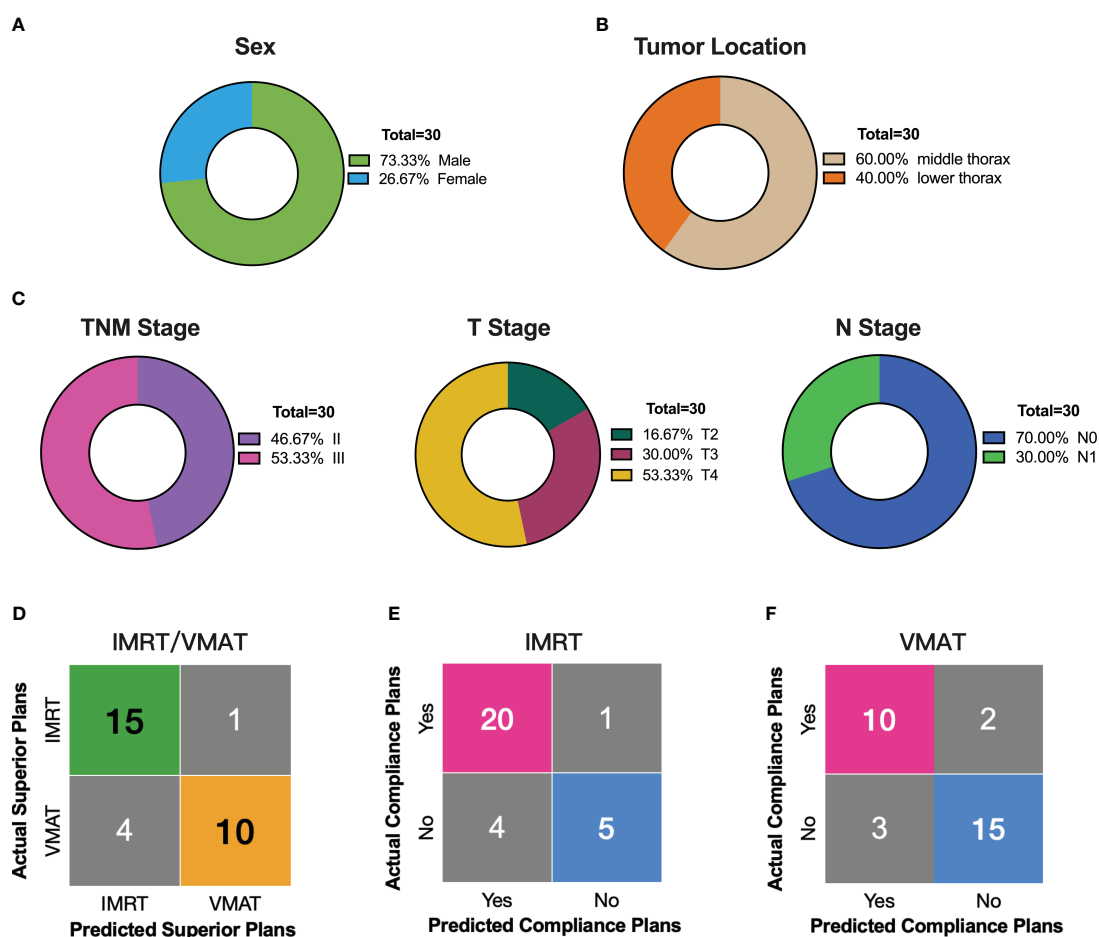 A
Sex
Total=30
73.33% Male
26.67% Female
B
Tumor Location
Total=30
60.00% middle thorax
40.00% lower thorax
C
TNM Stage
Total=30
46.67% II
53.33% III
T Stage
Total=30
16.67% T2
30.00% T3
53.33% T4
N Stage
Total=30
70.00% N0
30.00% N1
D
IMRT/VMAT
Actual Superior Plans
IMRT
15
1
VMAT
4
10
IMRT
VMAT
Predicted Superior Plans
E
IMRT
Actual Compliance Plans
Yes
20
1
No
4
5
Yes
No
Predicted Compliance Plans
F
VMAT
Actual Compliance Plans
Yes
10
2
No
3
15
Yes
No
Predicted Compliance Plans